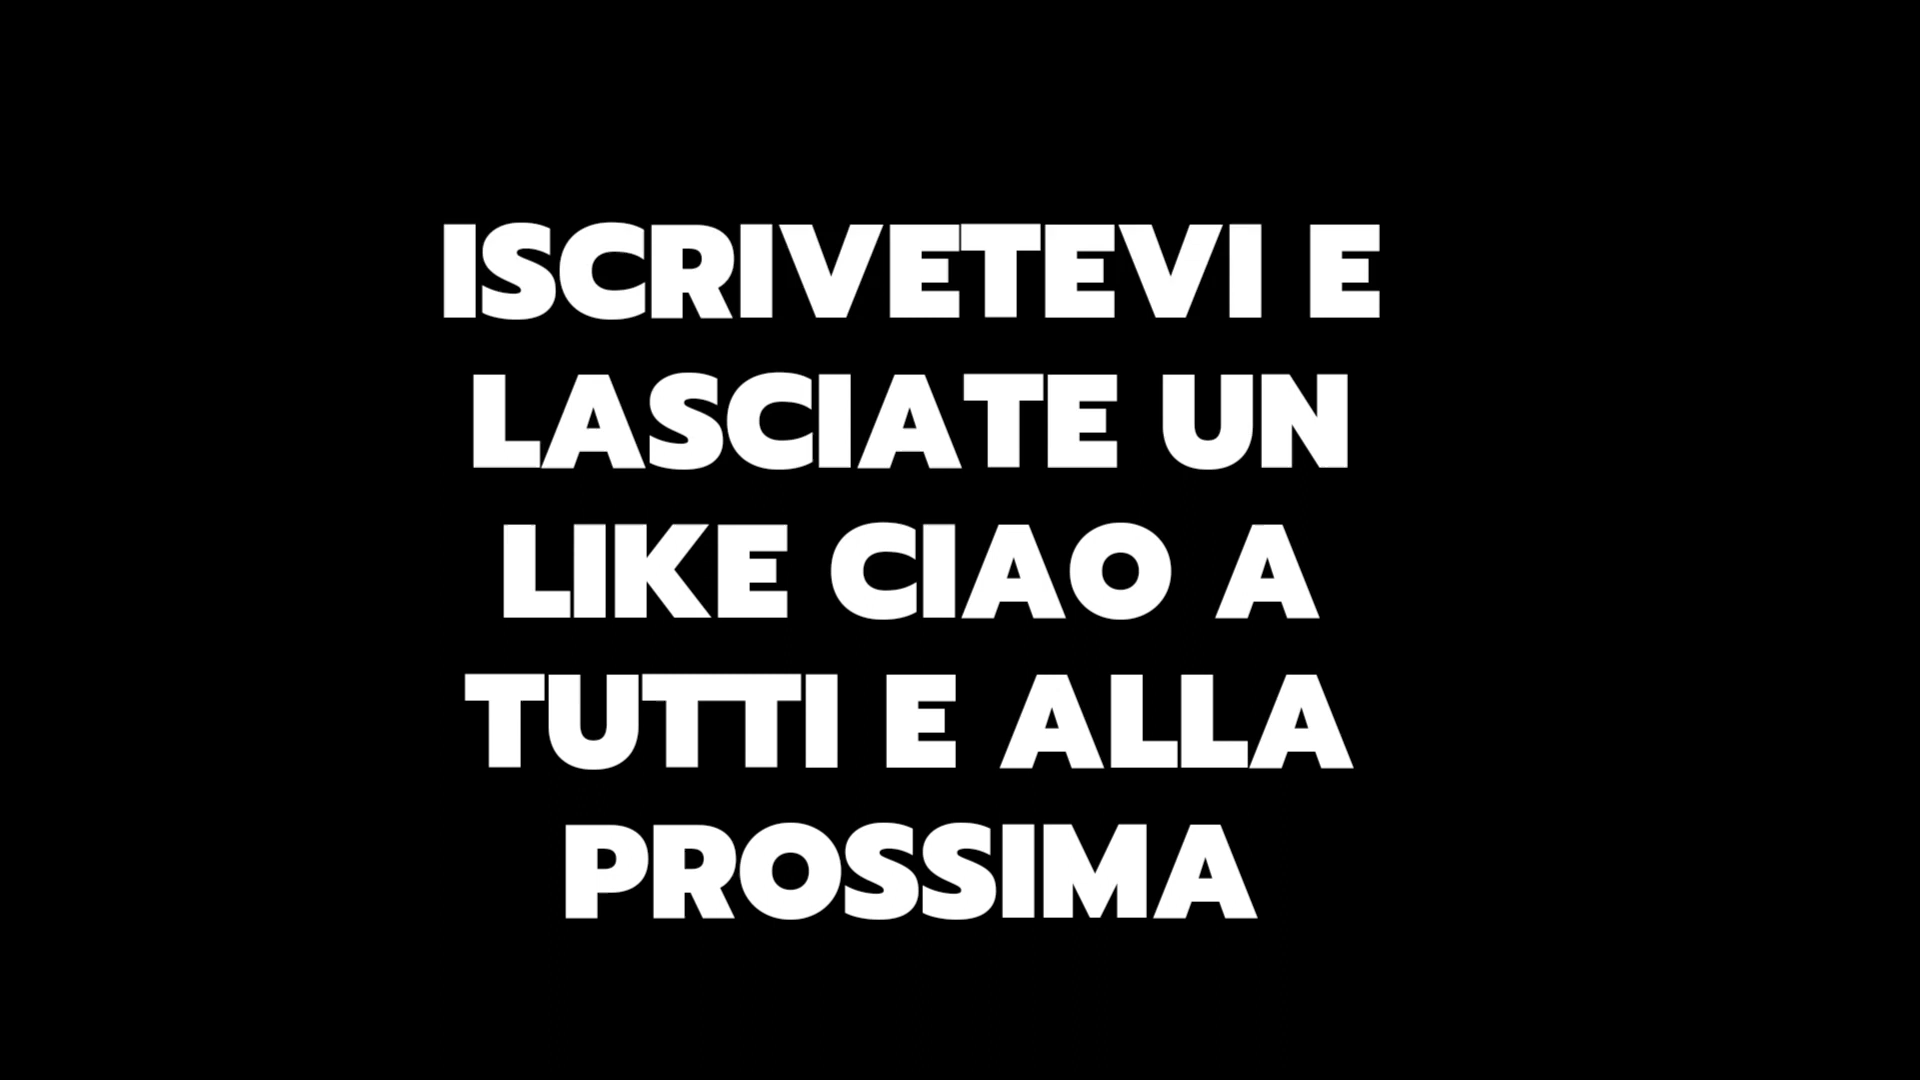 ISCRIVETEVI E
LASCIATE UN
LIKE CIAO A
TUTTI E ALLA
PROSSIMA